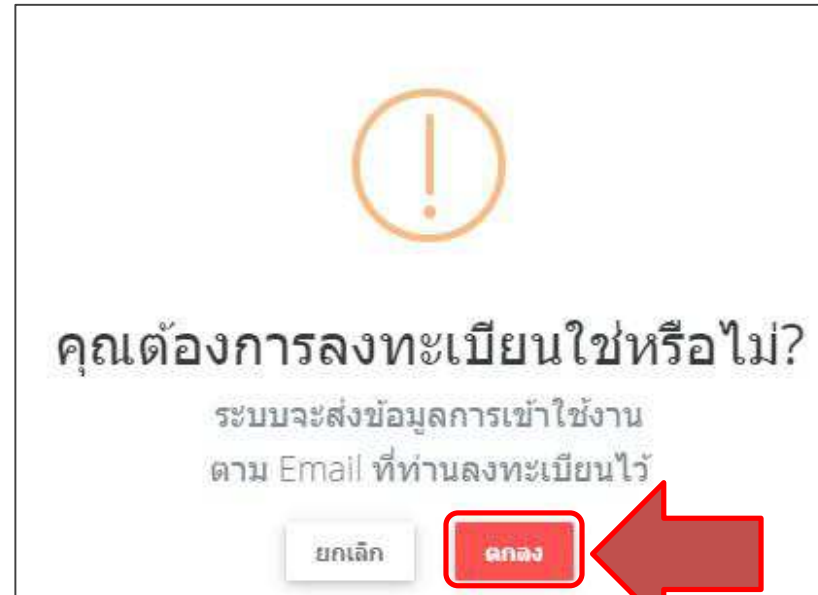 คุณต้องการลงทะเบียนใช่หรือไม่?
ระบบจะส่งข้อมูลการเข้าใช้งาน
ตาม Email ที่ท่านลงทะเบียนไว้
ยกเลิก
ตกลง